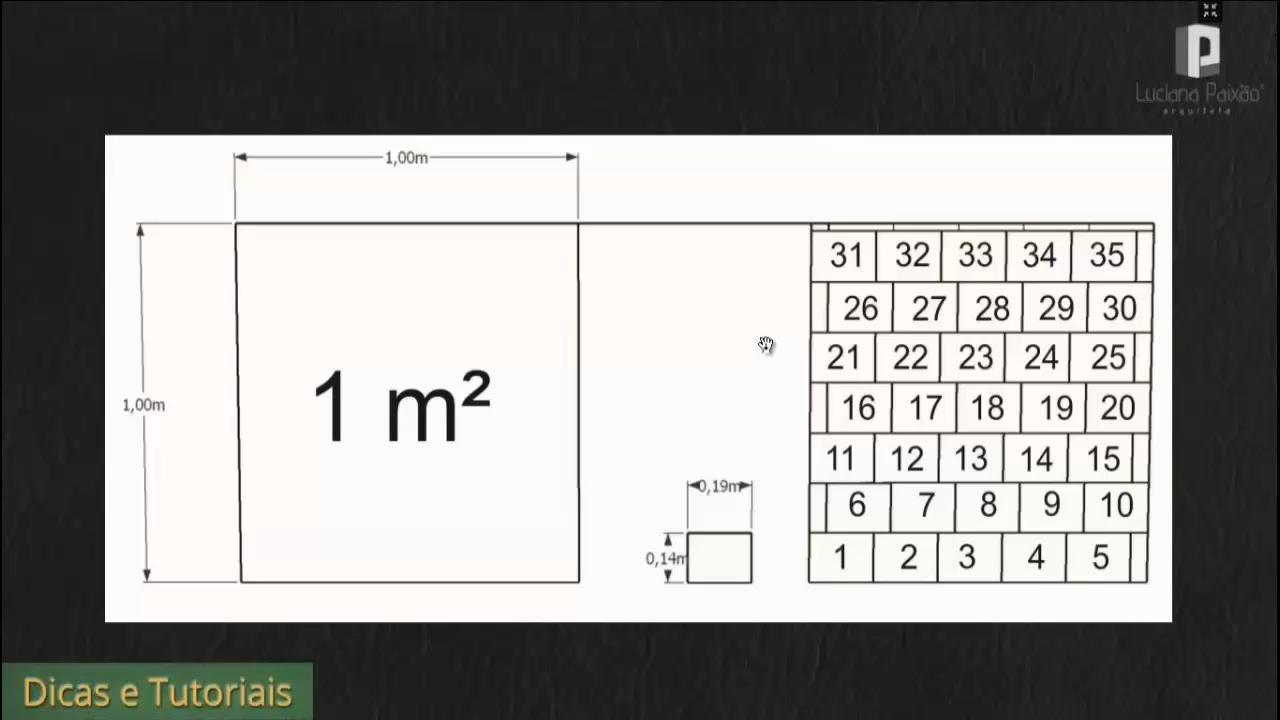 Luciana Paixão
arquiteta
1,00m
31 32 33 34 35
26 27 28 29 30
21 22 23 24 25
1,00m
1 m²
16 17 18 19 20
11 12 13 14 15
0,19m
6 7 8 9 10
0,14m
1 2 3 4 5
Dicas e Tutoriais